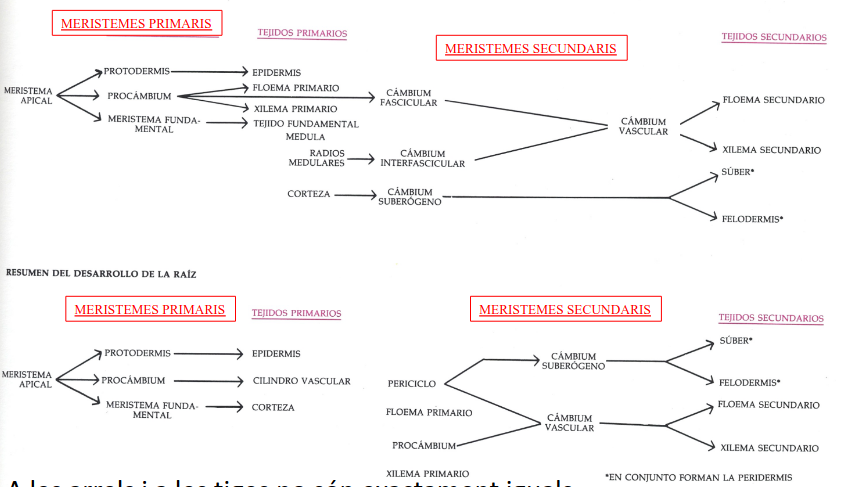 MERISTEMES PRIMARIS
TEJIDOS PRIMARIOS
MERISTEMES SECUNDARIS
TEJIDOS SECUNDARIOS
MERISTEMA
APICAL
PROTODERMIS
EPIDERMIS
PROCÁMBIUM
FLOEMA PRIMARIO
XILEMA PRIMARIO
MERISTEMA FUNDA-
MENTAL
TEJIDO FUNDAMENTAL
MEDULA
RADIOS
MEDULARES
CORTEZA
CÁMBIUM
FASCICULAR
CÁMBIUM
INTERFASCICULAR
CÁMBIUM
SUBERÓGENO
CÁMBIUM
VASCULAR
FLOEMA SECUNDARIO
XILEMA SECUNDARIO
SÚBER*
FELODERMIS*
RESUMEN DEL DESARROLLO DE LA RAÍZ
MERISTEMES PRIMARIS
TEJIDOS PRIMARIOS
MERISTEMES SECUNDARIS
TEJIDOS SECUNDARIOS
MERISTEMA
APICAL
PROTODERMIS
EPIDERMIS
PROCÁMBIUM
CILINDRO VASCULAR
MERISTEMA FUNDA-
MENTAL
CORTEZA
PERICICLO
FLOEMA PRIMARIO
PROCÁMBIUM
XILEMA PRIMARIO
CÁMBIUM
SUBERÓGENO
CÁMBIUM
VASCULAR
SÚBER*
FELODERMIS*
FLOEMA SECUNDARIO
XILEMA SECUNDARIO
*EN CONJUNTO FORMAN LA PERIDERMIS